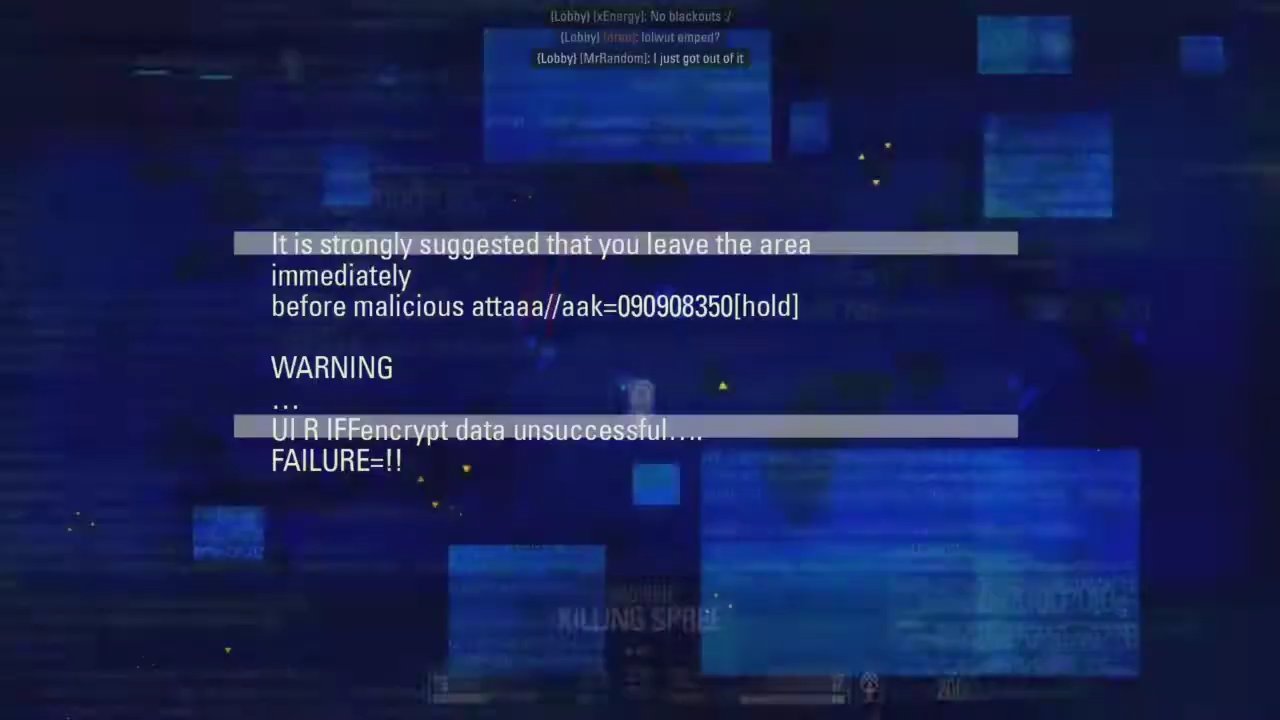 (Lobby) [xEnergy]: No blackouts :/
(Lobby) : lolwut emped?
(Lobby) [MrRandom]: I just got out of it
It is strongly suggested that you leave the area
immediately
before malicious attaaa//aak=090908350[hold]
WARNING
...
UI R IFFencrypt data unsuccessful....
FAILURE=!!
KILLING SPREE